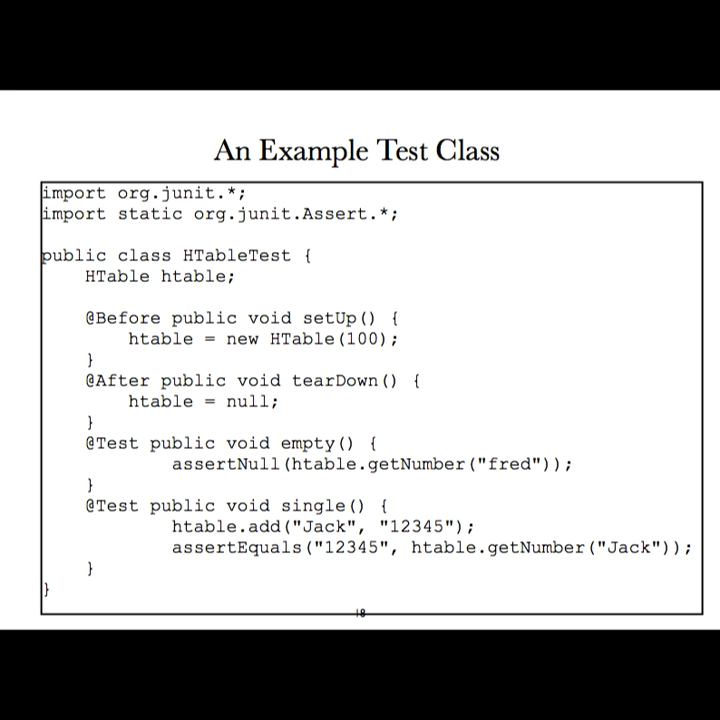 An Example Test Class
import org.junit.*;
import static org.junit.Assert.*;
public class HTableTest {
HTable htable;
@Before public void setUp() {
htable = new HTable(100);
}
@After public void tearDown() {
htable = null;
}
@Test public void empty() {
assertNull(htable.getNumber("fred"));
}
@Test public void single() {
htable.add("Jack", "12345");
assertEquals("12345", htable.getNumber("Jack"));
}
}
18